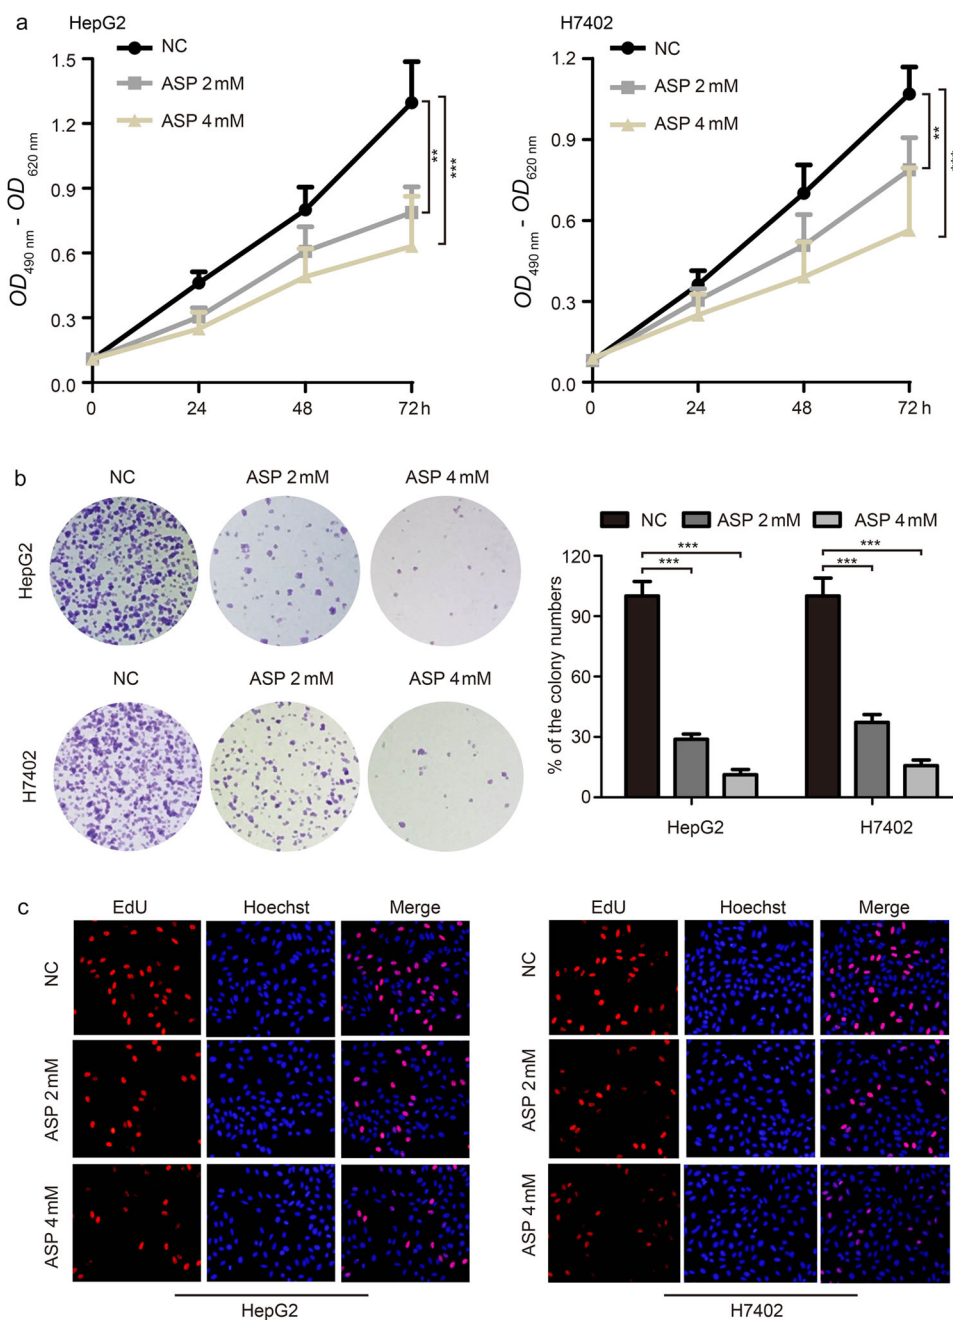 a
HepG2
NC
ASP 2 mM
ASP 4 mM
OD490 nm - OD620 nm
1.5
1.2
0.9
0.6
0.3
0.0
0
24
48
72 h
**
***
H7402
NC
ASP 2 mM
ASP 4 mM
OD490 nm - OD620 nm
1.2
0.9
0.6
0.3
0.0
0
24
48
72 h
**
b
NC ASP 2 mM ASP 4 mM
HepG2
NC ASP 2 mM ASP 4 mM
H7402
NC ASP 2 mM ASP 4 mM
% of the colony numbers
120
90
60
30
0
***
***
***
***
HepG2 H7402
c
EdU Hoechst Merge
NC
ASP 2 mM
ASP 4 mM
HepG2
EdU Hoechst Merge
NC
ASP 2 mM
ASP 4 mM
H7402